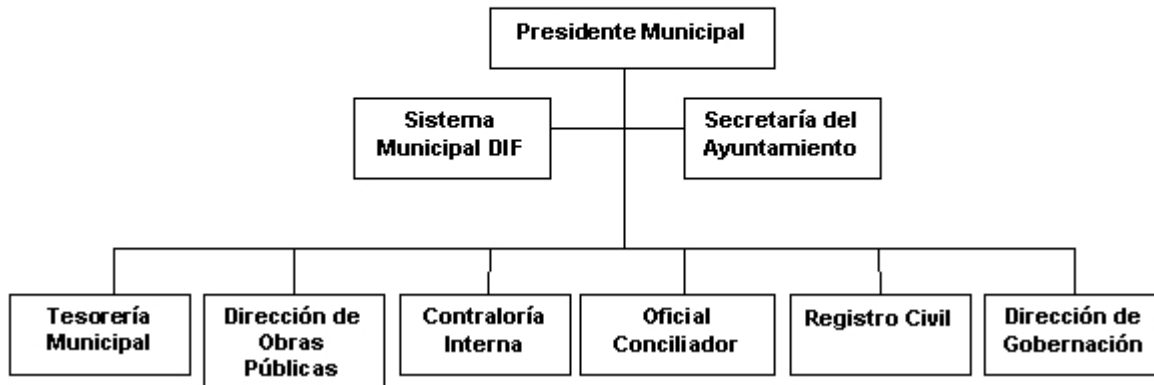 Presidente Municipal
Sistema
Municipal DIF
Secretaría del
Ayuntamiento
Tesorería
Municipal
Dirección de
Obras
Públicas
Contraloría
Interna
Oficial
Conciliador
Registro Civil
Dirección de
Gobernación